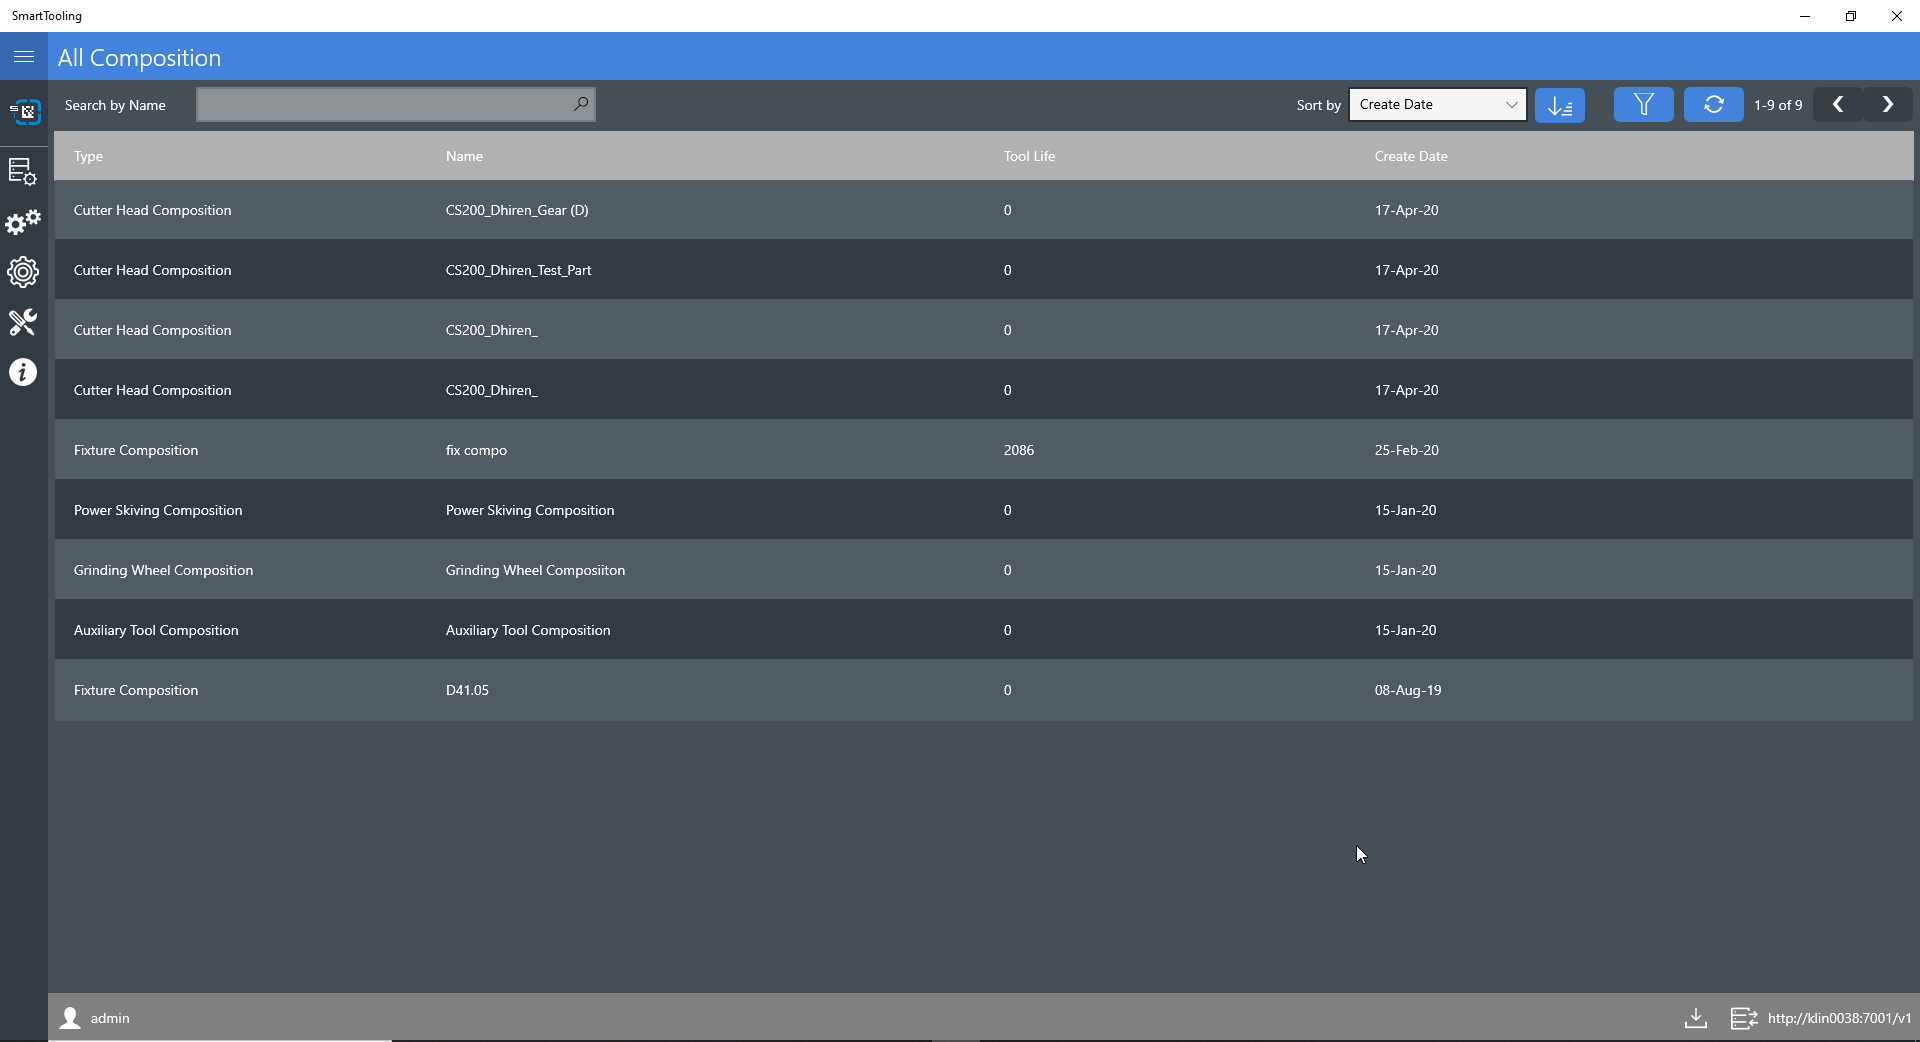 SmartTooling
All Composition
Search by Name
Sort by Create Date 1-9 of 9
Type Name Tool Life Create Date
Cutter Head Composition CS200_Dhiren_Gear (D) 0 17-Apr-20
Cutter Head Composition CS200_Dhiren_Test_Part 0 17-Apr-20
Cutter Head Composition CS200_Dhiren_ 0 17-Apr-20
Cutter Head Composition CS200_Dhiren_ 0 17-Apr-20
Fixture Composition fix compo 2086 25-Feb-20
Power Skiving Composition Power Skiving Composition 0 15-Jan-20
Grinding Wheel Composition Grinding Wheel Composiiton 0 15-Jan-20
Auxiliary Tool Composition Auxiliary Tool Composition 0 15-Jan-20
Fixture Composition D41.05 0 08-Aug-19
admin http://klin0038:7001/v1